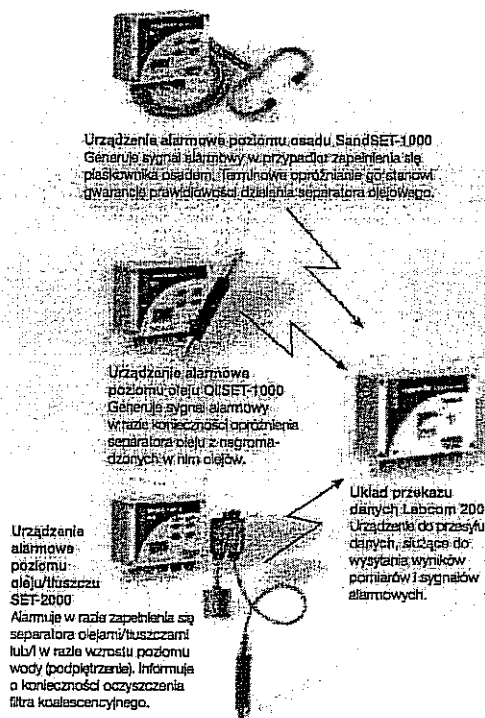 Urządzenie alarmowe poziomu osadu SandSET-1000
Generuje sygnał alarmowy w przypadku zapełnienia się
piaskownika osadem. Terminowe opróżnianie go stanowi
gwarancję prawidłowości działania separatora olejowego.
Urządzenie alarmowe
poziomu oleju OilSET-1000
Generuje sygnał alarmowy
w razie konieczności opróżnienia
separatora oleju z nagroma-
dzonych w nim olejów.
Układ przekazu
danych Labcom 200
Urządzenie do przesyłu
danych, służące do
wysyłania wyników
pomiarów i sygnałów
alarmowych.
Urządzenie
alarmowe
poziomu
oleju/tłuszczu
SET-2000
Alarmuje w razie zapełnienia się
separatora olejami/tłuszczami
lub/i w razie wzrostu poziomu
wody (podpiętrzenie). Informuje
o konieczności oczyszczenia
filtra koalescencyjnego.